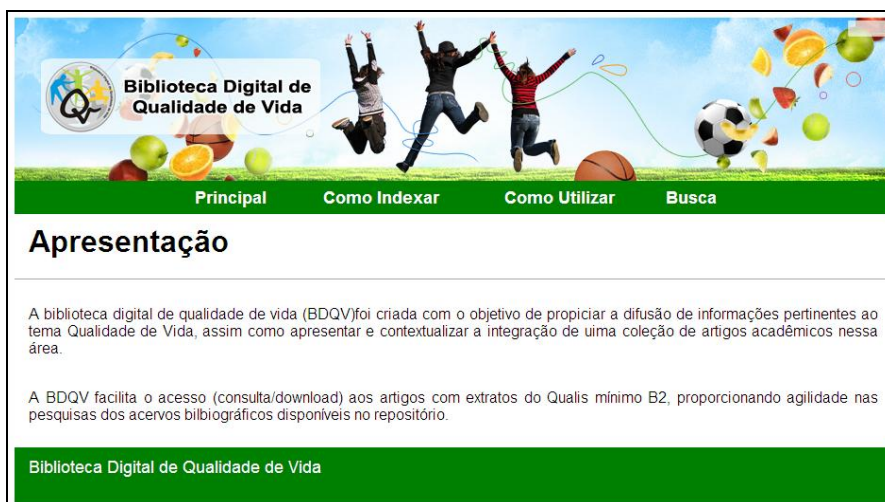 Biblioteca Digital de
Qualidade de Vida
Principal Como Indexar Como Utilizar Busca
Apresentação
A biblioteca digital de qualidade de vida (BDQV)foi criada com o objetivo de propiciar a difusão de informações pertinentes ao
tema Qualidade de Vida, assim como apresentar e contextualizar a integração de uima coleção de artigos acadêmicos nessa
área.
A BDQV facilita o acesso (consulta/download) aos artigos com extratos do Qualis mínimo B2, proporcionando agilidade nas
pesquisas dos acervos bilbiográficos disponíveis no repositório.
Biblioteca Digital de Qualidade de Vida